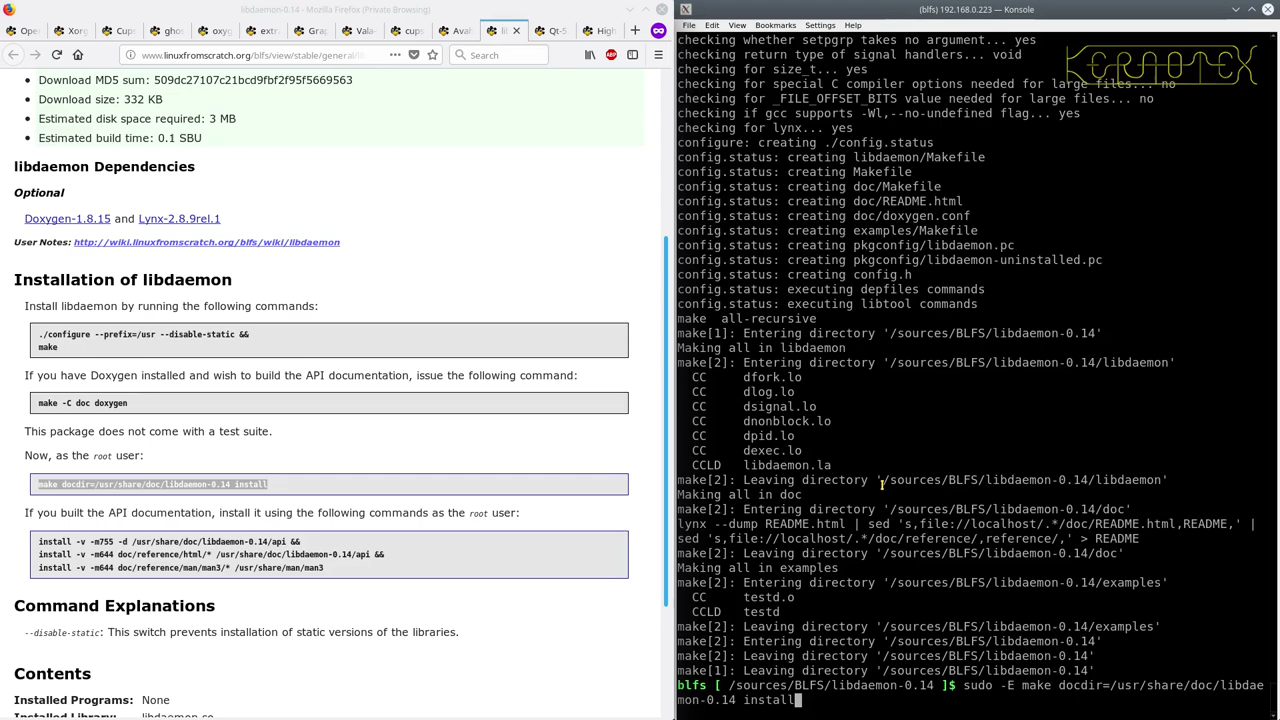 libdaemon-0.14 - Mozilla Firefox (Private Browsing)
Open
Xorg
Cups
ghos
oxyg
extra
Graph
Vala-
cups
Avah
lib
Qt-5
High
www.linuxfromscratch.org/blfs/view/stable/general/lib
Search
Download MD5 sum: 509dc27107c21bcd9fbf2f95f5669563
Download size: 332 KB
Estimated disk space required: 3 MB
Estimated build time: 0.1 SBU
libdaemon Dependencies
Optional
Doxygen-1.8.15 and Lynx-2.8.9rel.1
User Notes: http://wiki.linuxfromscratch.org/blfs/wiki/libdaemon
Installation of libdaemon
Install libdaemon by running the following commands:
./configure --prefix=/usr --disable-static &&
make
If you have Doxygen installed and wish to build the API documentation, issue the following command:
make -C doc doxygen
This package does not come with a test suite.
Now, as the root user:
make docdir=/usr/share/doc/libdaemon-0.14 install
If you built the API documentation, install it using the following commands as the root user:
install -v -m755 -d /usr/share/doc/libdaemon-0.14/api &&
install -v -m644 doc/reference/html/* /usr/share/doc/libdaemon-0.14/api &&
install -v -m644 doc/reference/man/man3/* /usr/share/man/man3
Command Explanations
--disable-static: This switch prevents installation of static versions of the libraries.
Contents
Installed Programs: None
Installed Library: libdaemon.so
(blfs) 192.168.0.223 — Konsole
File Edit View Bookmarks Settings Help
KERAOTEX
checking whether setpgrp takes no argument... yes
checking return type of signal handlers... void
checking for size_t... yes
checking for special C compiler options needed for large files... no
checking for _FILE_OFFSET_BITS value needed for large files... no
checking if gcc supports -Wl,--no-undefined flag... yes
checking for lynx... yes
configure: creating ./config.status
config.status: creating libdaemon/Makefile
config.status: creating Makefile
config.status: creating doc/Makefile
config.status: creating doc/README.html
config.status: creating doc/doxygen.conf
config.status: creating examples/Makefile
config.status: creating pkgconfig/libdaemon.pc
config.status: creating pkgconfig/libdaemon-uninstalled.pc
config.status: creating config.h
config.status: executing depfiles commands
config.status: executing libtool commands
make  all-recursive
make[1]: Entering directory '/sources/BLFS/libdaemon-0.14'
Making all in libdaemon
make[2]: Entering directory '/sources/BLFS/libdaemon-0.14/libdaemon'
CC dfork.lo
CC dlog.lo
CC dsignal.lo
CC dnonblock.lo
CC dpid.lo
CC dexec.lo
CCLD libdaemon.la
make[2]: Leaving directory '/sources/BLFS/libdaemon-0.14/libdaemon'
Making all in doc
make[2]: Entering directory '/sources/BLFS/libdaemon-0.14/doc'
lynx --dump README.html | sed 's,file://localhost/.*/doc/README.html,README,' |
sed 's,file://localhost/.*/doc/reference/,reference/,' > README
make[2]: Leaving directory '/sources/BLFS/libdaemon-0.14/doc'
Making all in examples
make[2]: Entering directory '/sources/BLFS/libdaemon-0.14/examples'
CC testd.o
CCLD testd
make[2]: Leaving directory '/sources/BLFS/libdaemon-0.14/examples'
make[2]: Entering directory '/sources/BLFS/libdaemon-0.14'
make[2]: Leaving directory '/sources/BLFS/libdaemon-0.14'
make[1]: Leaving directory '/sources/BLFS/libdaemon-0.14'
blfs [ /sources/BLFS/libdaemon-0.14 ]$ sudo -E make docdir=/usr/share/doc/libdae
mon-0.14 install